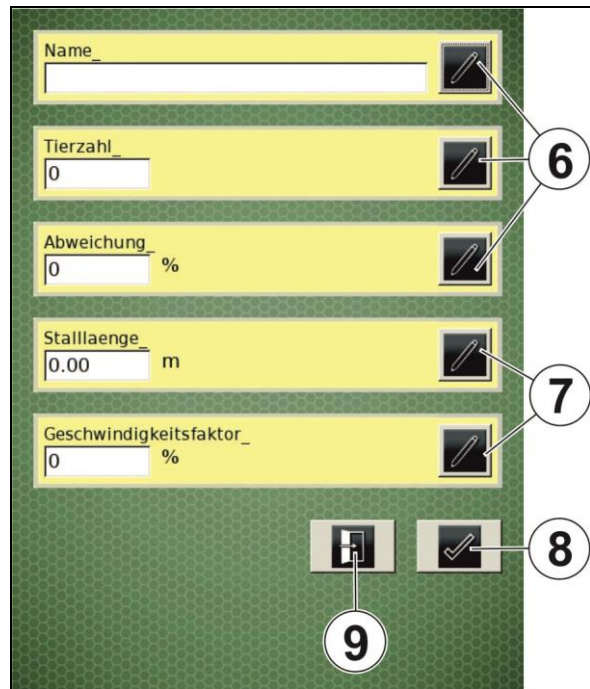 Name_
Tierzahl_
0
6
Abweichung_
0 %
Stalllaenge_
0.00 m
7
Geschwindigkeitsfaktor_
0 %
8
9